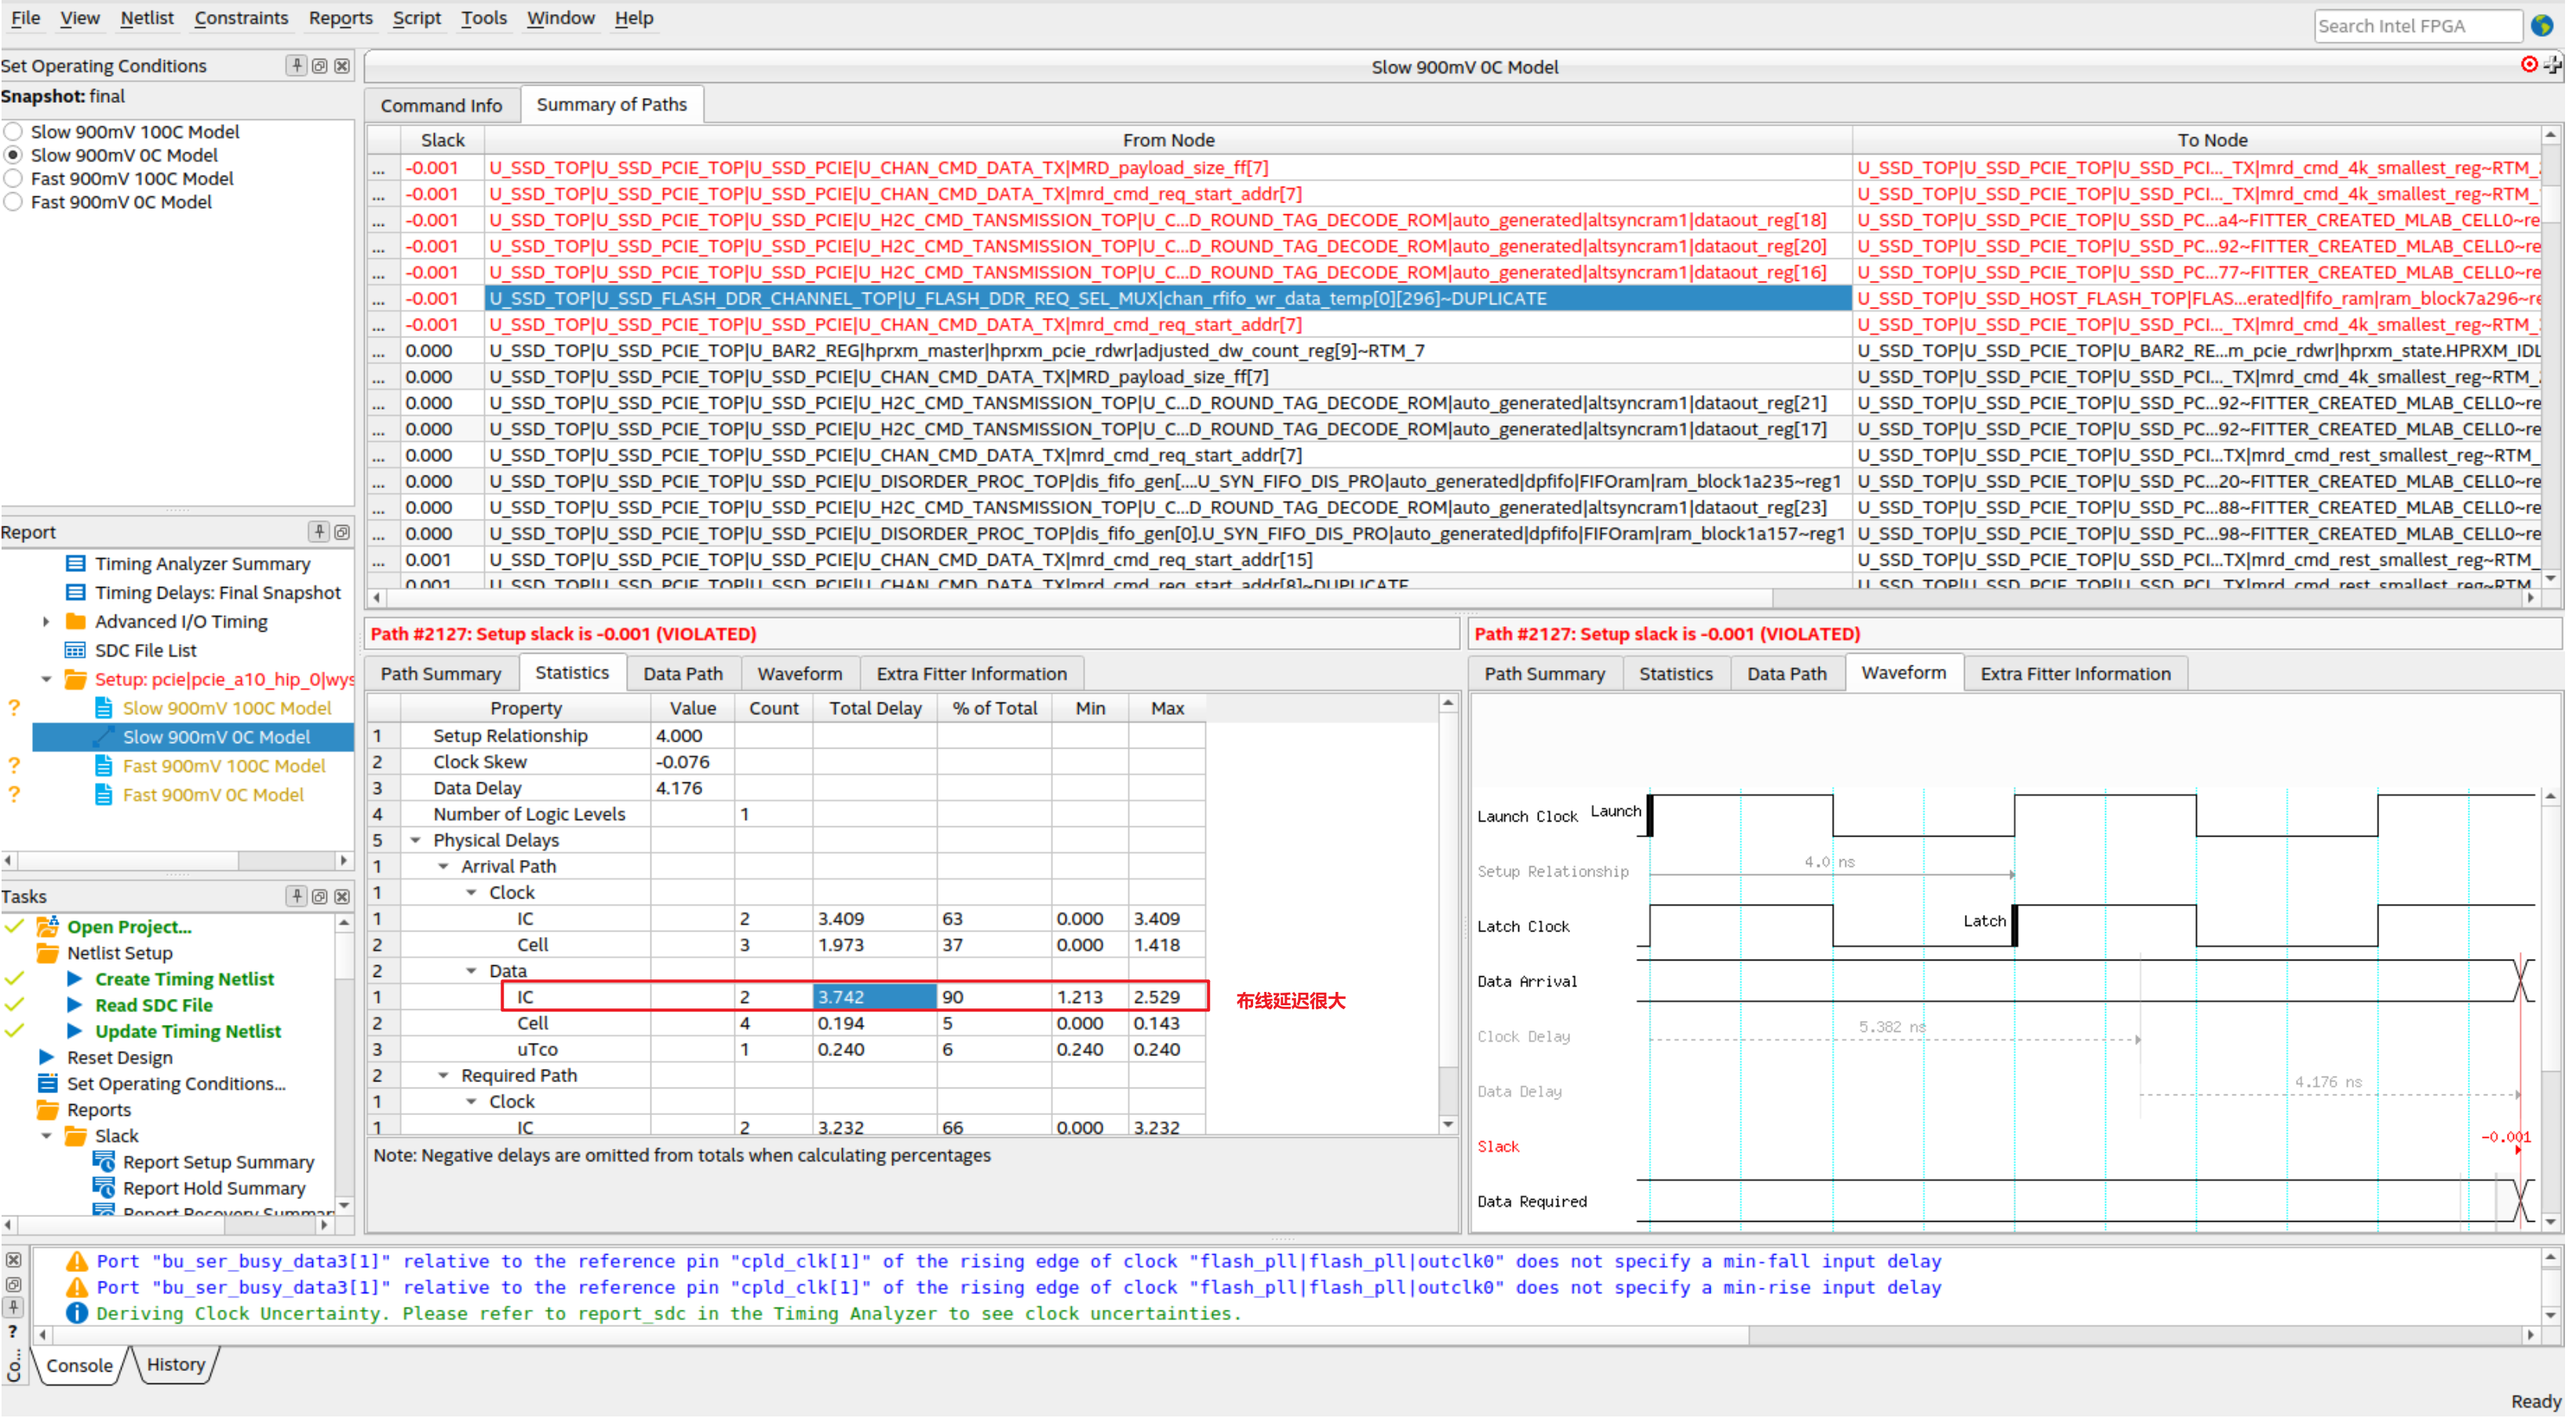 File View Netlist Constraints Reports Script Tools Window Help
Search Intel FPGA
Set Operating Conditions
Snapshot: final
Slow 900mV 100C Model
Slow 900mV 0C Model
Fast 900mV 100C Model
Fast 900mV 0C Model
Slow 900mV 0C Model
Command Info Summary of Paths
Slack From Node To Node
... -0.001 U_SSD_TOP|U_SSD_PCIE_TOP|U_SSD_PCIE|U_CHAN_CMD_DATA_TX|MRD_payload_size_ff[7] U_SSD_TOP|U_SSD_PCIE_TOP|U_SSD_PCI..._TX|mrd_cmd_4k_smallest_reg~RTM_
... -0.001 U_SSD_TOP|U_SSD_PCIE_TOP|U_SSD_PCIE|U_CHAN_CMD_DATA_TX|mrd_cmd_req_start_addr[7] U_SSD_TOP|U_SSD_PCIE_TOP|U_SSD_PCI..._TX|mrd_cmd_4k_smallest_reg~RTM_
... -0.001 U_SSD_TOP|U_SSD_PCIE_TOP|U_SSD_PCIE|U_H2C_CMD_TANSMISSION_TOP|U_C...D_ROUND_TAG_DECODE_ROM|auto_generated|altsyncram1|dataout_reg[18] U_SSD_TOP|U_SSD_PCIE_TOP|U_SSD_PC...a4~FITTER_CREATED_MLAB_CELL0~re
... -0.001 U_SSD_TOP|U_SSD_PCIE_TOP|U_SSD_PCIE|U_H2C_CMD_TANSMISSION_TOP|U_C...D_ROUND_TAG_DECODE_ROM|auto_generated|altsyncram1|dataout_reg[20] U_SSD_TOP|U_SSD_PCIE_TOP|U_SSD_PC...92~FITTER_CREATED_MLAB_CELL0~re
... -0.001 U_SSD_TOP|U_SSD_PCIE_TOP|U_SSD_PCIE|U_H2C_CMD_TANSMISSION_TOP|U_C...D_ROUND_TAG_DECODE_ROM|auto_generated|altsyncram1|dataout_reg[16] U_SSD_TOP|U_SSD_PCIE_TOP|U_SSD_PC...77~FITTER_CREATED_MLAB_CELL0~re
... -0.001 U_SSD_TOP|U_SSD_FLASH_DDR_CHANNEL_TOP|U_FLASH_DDR_REQ_SEL_MUX|chan_rfifo_wr_data_temp[0][296]~DUPLICATE U_SSD_TOP|U_SSD_HOST_FLASH_TOP|FLAS...erated|fifo_ram|ram_block7a296~re
... -0.001 U_SSD_TOP|U_SSD_PCIE_TOP|U_SSD_PCIE|U_CHAN_CMD_DATA_TX|mrd_cmd_req_start_addr[7] U_SSD_TOP|U_SSD_PCIE_TOP|U_SSD_PCI..._TX|mrd_cmd_4k_smallest_reg~RTM_
... 0.000 U_SSD_TOP|U_SSD_PCIE_TOP|U_BAR2_REG|hprxm_master|hprxm_pcie_rdwr|adjusted_dw_count_reg[9]~RTM_7 U_SSD_TOP|U_SSD_PCIE_TOP|U_BAR2_RE...m_pcie_rdwr|hprxm_state.HPRXM_IDL
... 0.000 U_SSD_TOP|U_SSD_PCIE_TOP|U_SSD_PCIE|U_CHAN_CMD_DATA_TX|MRD_payload_size_ff[7] U_SSD_TOP|U_SSD_PCIE_TOP|U_SSD_PCI..._TX|mrd_cmd_4k_smallest_reg~RTM_
... 0.000 U_SSD_TOP|U_SSD_PCIE_TOP|U_SSD_PCIE|U_H2C_CMD_TANSMISSION_TOP|U_C...D_ROUND_TAG_DECODE_ROM|auto_generated|altsyncram1|dataout_reg[21] U_SSD_TOP|U_SSD_PCIE_TOP|U_SSD_PC...92~FITTER_CREATED_MLAB_CELL0~re
... 0.000 U_SSD_TOP|U_SSD_PCIE_TOP|U_SSD_PCIE|U_H2C_CMD_TANSMISSION_TOP|U_C...D_ROUND_TAG_DECODE_ROM|auto_generated|altsyncram1|dataout_reg[17] U_SSD_TOP|U_SSD_PCIE_TOP|U_SSD_PC...92~FITTER_CREATED_MLAB_CELL0~re
... 0.000 U_SSD_TOP|U_SSD_PCIE_TOP|U_SSD_PCIE|U_CHAN_CMD_DATA_TX|mrd_cmd_req_start_addr[7] U_SSD_TOP|U_SSD_PCIE_TOP|U_SSD_PCI...TX|mrd_cmd_rest_smallest_reg~RTM_
... 0.000 U_SSD_TOP|U_SSD_PCIE_TOP|U_SSD_PCIE|U_DISORDER_PROC_TOP|dis_fifo_gen[....U_SYN_FIFO_DIS_PRO|auto_generated|dpfifo|FIFOram|ram_block1a235~reg1 U_SSD_TOP|U_SSD_PCIE_TOP|U_SSD_PC...20~FITTER_CREATED_MLAB_CELL0~re
... 0.000 U_SSD_TOP|U_SSD_PCIE_TOP|U_SSD_PCIE|U_H2C_CMD_TANSMISSION_TOP|U_C...D_ROUND_TAG_DECODE_ROM|auto_generated|altsyncram1|dataout_reg[23] U_SSD_TOP|U_SSD_PCIE_TOP|U_SSD_PC...88~FITTER_CREATED_MLAB_CELL0~re
... 0.000 U_SSD_TOP|U_SSD_PCIE_TOP|U_SSD_PCIE|U_DISORDER_PROC_TOP|dis_fifo_gen[0].U_SYN_FIFO_DIS_PRO|auto_generated|dpfifo|FIFOram|ram_block1a157~reg1 U_SSD_TOP|U_SSD_PCIE_TOP|U_SSD_PC...98~FITTER_CREATED_MLAB_CELL0~re
... 0.001 U_SSD_TOP|U_SSD_PCIE_TOP|U_SSD_PCIE|U_CHAN_CMD_DATA_TX|mrd_cmd_req_start_addr[15] U_SSD_TOP|U_SSD_PCIE_TOP|U_SSD_PCI...TX|mrd_cmd_rest_smallest_reg~RTM_
0.001 U_SSD_TOP|U_SSD_PCIE_TOP|U_SSD_PCIE|U_CHAN_CMD_DATA_TX|mrd_cmd_req_start_addr[8]~DUPLICATE U_SSD_TOP|U_SSD_PCIE_TOP|U_SSD_PCI...TX|mrd_cmd_rest_smallest_reg~RTM
Report
Timing Analyzer Summary
Timing Delays: Final Snapshot
Advanced I/O Timing
SDC File List
Setup: pcie|pcie_a10_hip_0|wys
? Slow 900mV 100C Model
Slow 900mV 0C Model
? Fast 900mV 100C Model
? Fast 900mV 0C Model
Tasks
Open Project...
Netlist Setup
Create Timing Netlist
Read SDC File
Update Timing Netlist
Reset Design
Set Operating Conditions...
Reports
Slack
Report Setup Summary
Report Hold Summary
Report Recovery Summar
Path #2127: Setup slack is -0.001 (VIOLATED)
Path Summary Statistics Data Path Waveform Extra Fitter Information
Property Value Count Total Delay % of Total Min Max
1 Setup Relationship 4.000
2 Clock Skew -0.076
3 Data Delay 4.176
4 Number of Logic Levels 1
5 Physical Delays
1 Arrival Path
1 Clock
1 IC 2 3.409 63 0.000 3.409
2 Cell 3 1.973 37 0.000 1.418
2 Data
1 IC 2 3.742 90 1.213 2.529
布线延迟很大
2 Cell 4 0.194 5 0.000 0.143
3 uTco 1 0.240 6 0.240 0.240
2 Required Path
1 Clock
1 IC 2 3.232 66 0.000 3.232
Note: Negative delays are omitted from totals when calculating percentages
Path #2127: Setup slack is -0.001 (VIOLATED)
Path Summary Statistics Data Path Waveform Extra Fitter Information
Launch Clock Launch
Setup Relationship 4.0 ns
Latch Clock Latch
Data Arrival
Clock Delay 5.382 ns
Data Delay 4.176 ns
Slack -0.001
Data Required
Port "bu_ser_busy_data3[1]" relative to the reference pin "cpld_clk[1]" of the rising edge of clock "flash_pll|flash_pll|outclk0" does not specify a min-fall input delay
Port "bu_ser_busy_data3[1]" relative to the reference pin "cpld_clk[1]" of the rising edge of clock "flash_pll|flash_pll|outclk0" does not specify a min-rise input delay
Deriving Clock Uncertainty. Please refer to report_sdc in the Timing Analyzer to see clock uncertainties.
?
Co...
Console History
Ready